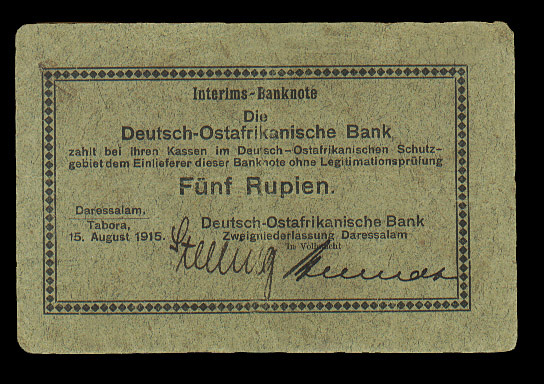 Interims-Banknote
Die
Deutsch-Ostafrikanische Bank
zahlt bei ihren Kassen im Deutsch-Ostafrikanischen Schutz-
gebiet dem Einlieferer dieser Banknote ohne Legitimationsprüfung
Fünf Rupien.
Daressalam,
Tabora,
15. August 1915.
Deutsch-Ostafrikanische Bank
Zweigniederlassung Daressalam
In Vollmacht